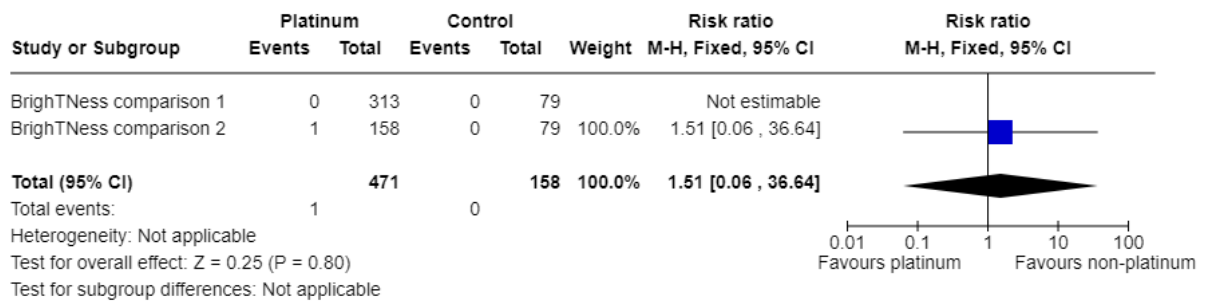 Platinum Control Risk ratio Risk ratio
Study or Subgroup Events Total Events Total Weight M-H, Fixed, 95% CI M-H, Fixed, 95% CI
BrighTNess comparison 1 0 313 0 79 Not estimable
BrighTNess comparison 2 1 158 0 79 100.0% 1.51 [0.06 , 36.64]
Total (95% CI) 471 158 100.0% 1.51 [0.06 , 36.64]
Total events: 1 0
Heterogeneity: Not applicable
0.01 0.1 1 10 100
Test for overall effect: Z = 0.25 (P = 0.80)
Favours platinum Favours non-platinum
Test for subgroup differences: Not applicable